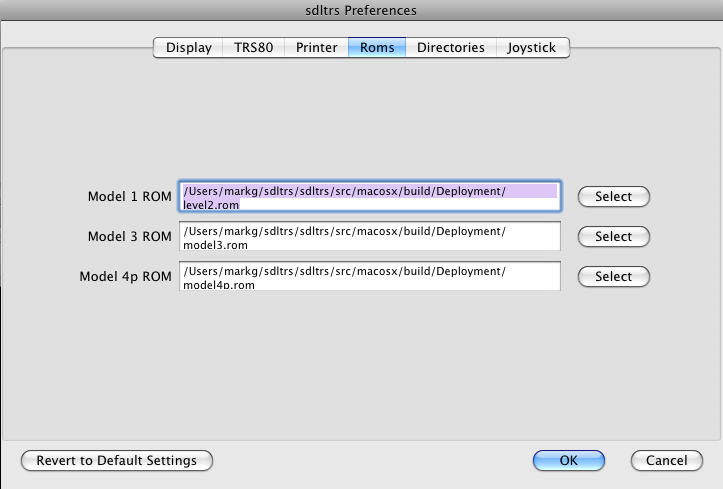 sdltrs Preferences
Display TRS80 Printer Roms Directories Joystick
Model 1 ROM /Users/markg/sdltrs/sdltrs/src/macosx/build/Deployment/ Select
level2.rom
Model 3 ROM /Users/markg/sdltrs/sdltrs/src/macosx/build/Deployment/ Select
model3.rom
Model 4p ROM /Users/markg/sdltrs/sdltrs/src/macosx/build/Deployment/ Select
model4p.rom
Revert to Default Settings OK Cancel